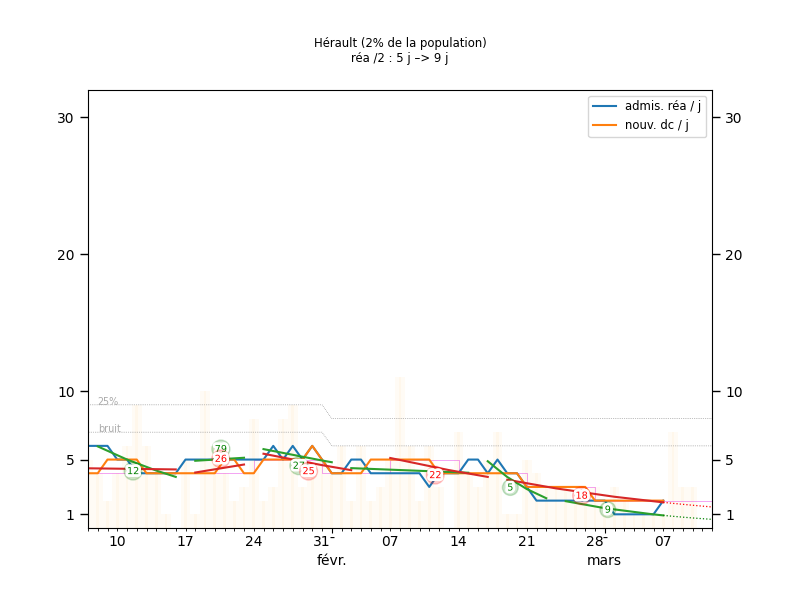 Hérault (2% de la population)
réa /2 : 5 j –> 9 j
admis. réa / j
nouv. dc / j
30 30
20 20
10 10
5 5
1 1
25%
bruit
12
79
26
25
22
5
18
9
10 17 24 31 07 14 21 28 07
févr. mars